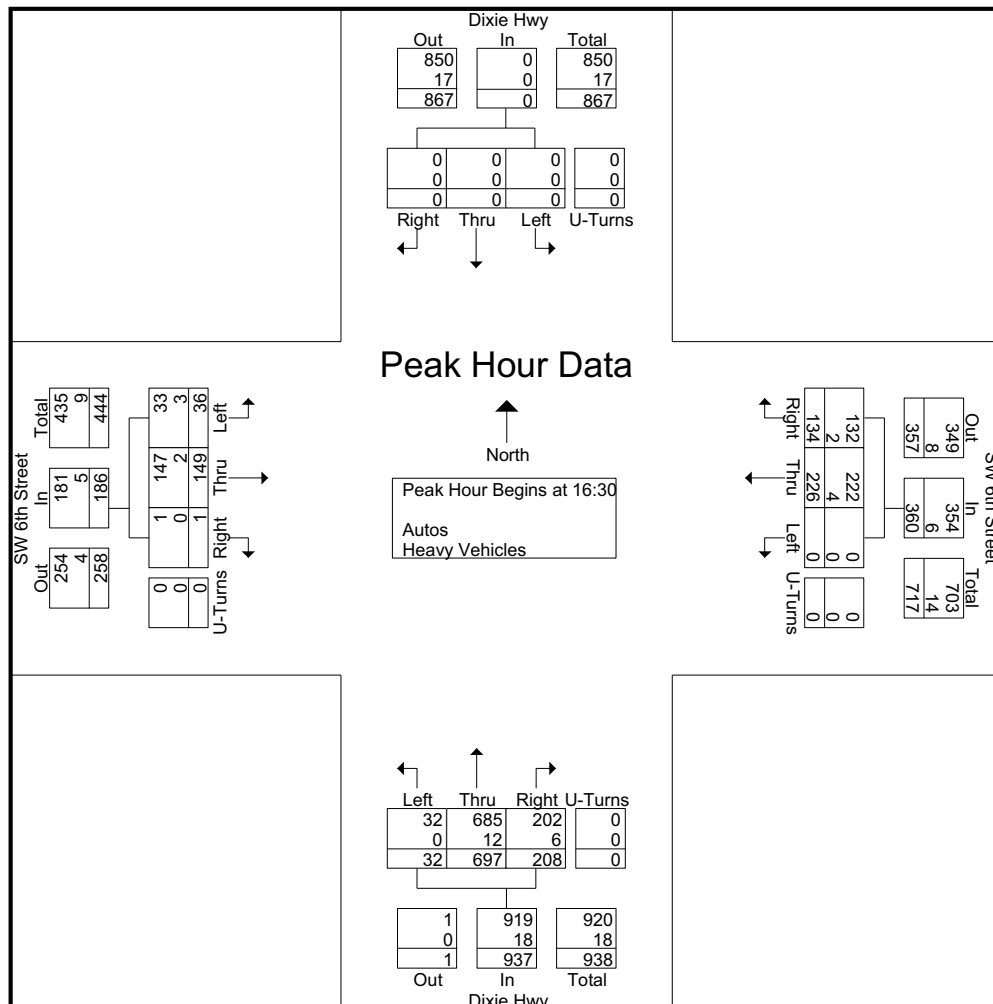 Dixie Hwy
Out In Total
850 0 850
17 0 17
867 0 867
0 0 0 0
0 0 0 0
0 0 0 0
Right Thru Left U-Turns
Peak Hour Data
North
Peak Hour Begins at 16:30
Autos
Heavy Vehicles
SW 6th Street
Total In Out
435 181 254
9 5 4
444 186 258
33 147 1 0
3 2 0 0
36 149 1 0
Left Thru Right U-Turns
SW 6th Street
Out In Total
349 354 703
8 6 14
357 360 717
132 222 0 0
2 4 0 0
134 226 0 0
Right Thru Left U-Turns
Left Thru Right U-Turns
32 685 202 0
0 12 6 0
32 697 208 0
1 919 920
0 18 18
1 937 938
Out In Total
Dixie Hwy